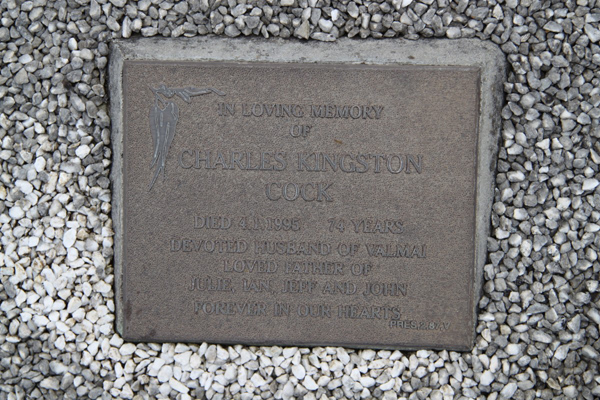 IN LOVING MEMORY
OF
CHARLES KINGSTON
COCK
DIED 4.1.1995 74 YEARS
DEVOTED HUSBAND OF VALMAI
LOVED FATHER OF
JULIE, IAN, JEFF AND JOHN
FOREVER IN OUR HEARTS